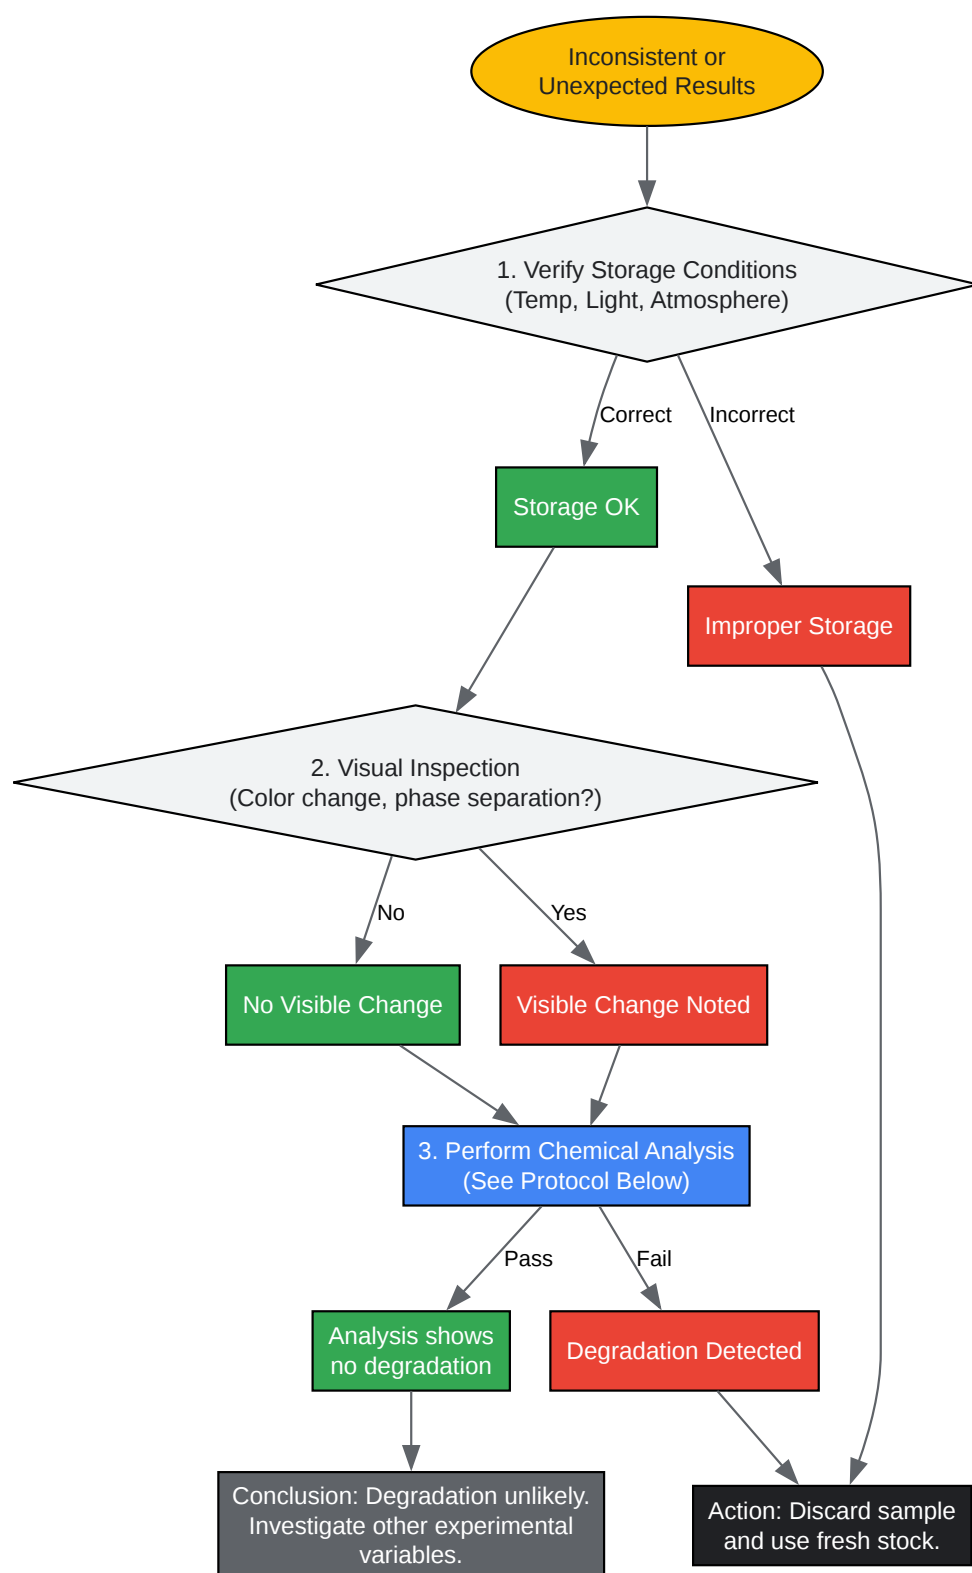 Inconsistent or
Unexpected Results
1. Verify Storage Conditions
(Temp, Light, Atmosphere)
Correct
Incorrect
Storage OK
Improper Storage
2. Visual Inspection
(Color change, phase separation?)
No
Yes
No Visible Change
Visible Change Noted
3. Perform Chemical Analysis
(See Protocol Below)
Pass
Fail
Analysis shows
no degradation
Degradation Detected
Conclusion: Degradation unlikely.
Investigate other experimental
variables.
Action: Discard sample
and use fresh stock.